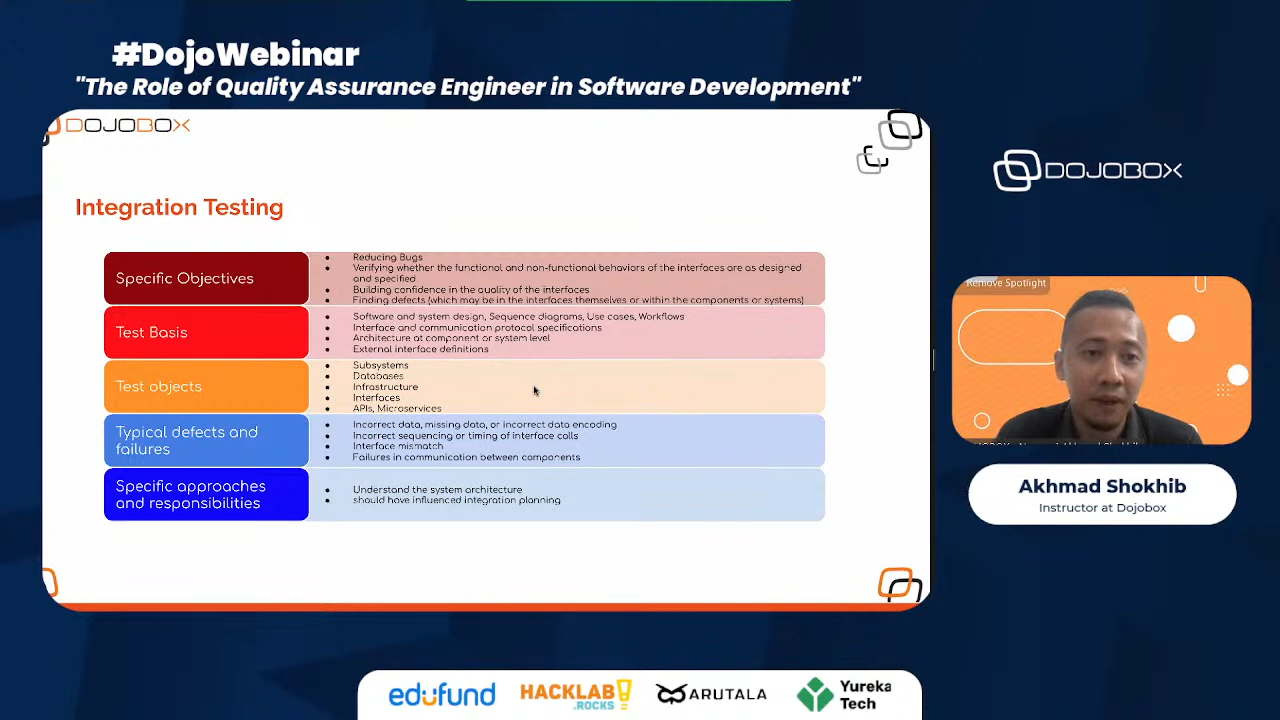 #DojoWebinar
"The Role of Quality Assurance Engineer in Software Development"
DOJOBOX
DOJOBOX
Integration Testing
Specific Objectives
Reducing Bugs
Verifying whether the functional and non-functional behaviors of the interfaces are as designed
and specified
Building confidence in the quality of the interfaces
Finding defects (which may be in the interfaces themselves or within the components or systems)
Test Basis
Software and system design, Sequence diagrams, Use cases, Workflows
Interface and communication protocol specifications
Architecture at component or system level
External interface definitions
Test objects
Subsystems
Databases
Infrastructure
Interfaces
APIs, Microservices
Typical defects and
failures
Incorrect data, missing data, or incorrect data encoding
Incorrect sequencing or timing of interface calls
Interface mismatch
Failures in communication between components
Specific approaches
and responsibilities
Understand the system architecture
should have influenced integration planning
Remove Spotlight
Akhmad Shokhib
Instructor at Dojobox
edufund
HACKLAB!
.ROCKS
ARUTALA
Yureka
Tech